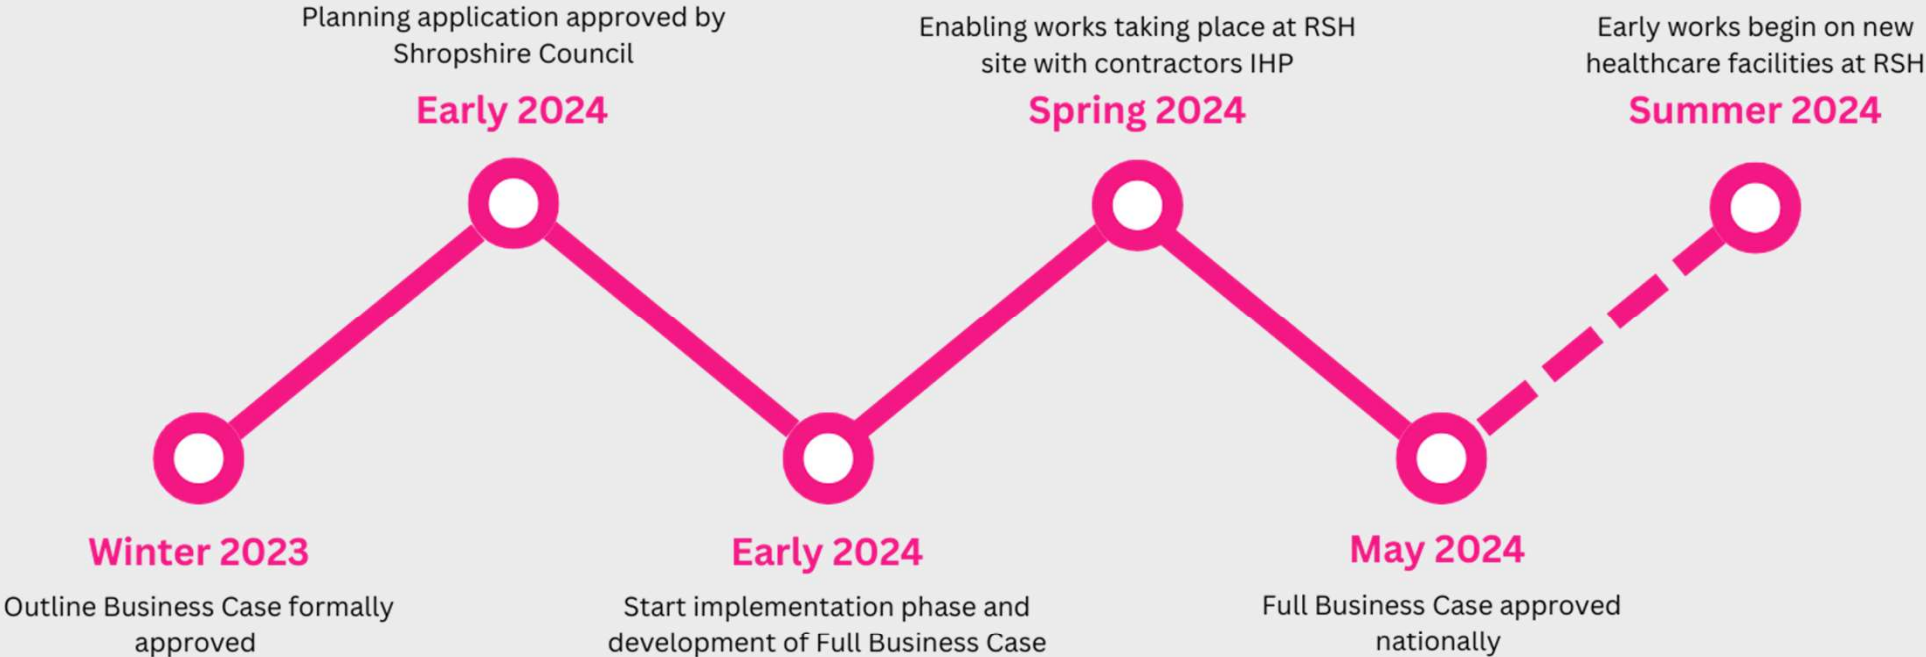 Planning application approved by
Shropshire Council
Early 2024
Enabling works taking place at RSH
site with contractors IHP
Spring 2024
Early works begin on new
healthcare facilities at RSH
Summer 2024
Winter 2023
Outline Business Case formally
approved
Early 2024
Start implementation phase and
development of Full Business Case
May 2024
Full Business Case approved
nationally